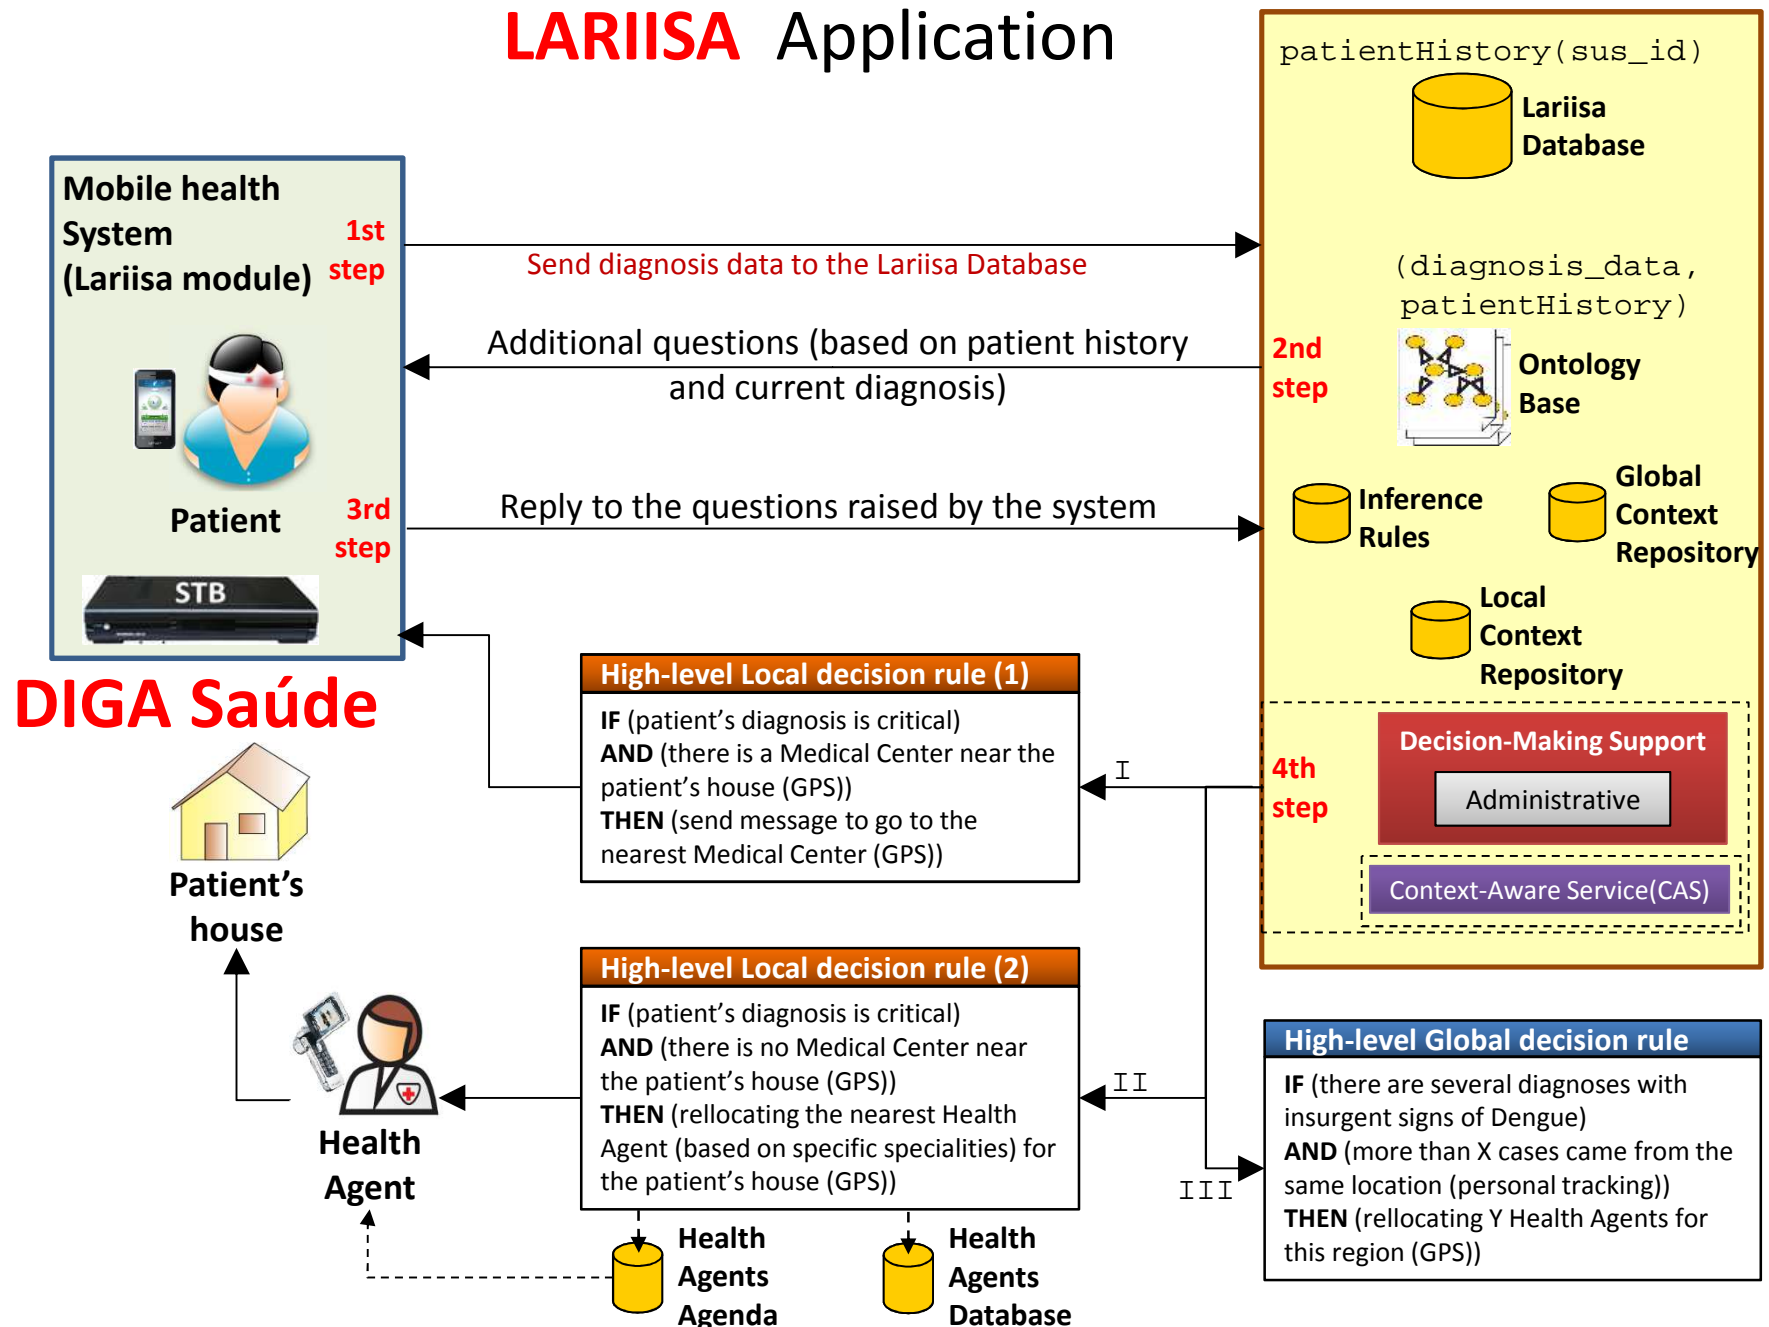 LARIISA Application
patientHistory(sus_id)
Lariisa
Database
Mobile health
System
(Lariisa module)
1st
step
Send diagnosis data to the Lariisa Database
(diagnosis_data,
patientHistory)
Additional questions (based on patient history
and current diagnosis)
2nd
step
Ontology
Base
Patient
3rd
step
Reply to the questions raised by the system
Inference
Rules
Global
Context
Repository
STB
Local
Context
Repository
DIGA Saúde
High-level Local decision rule (1)
IF (patient's diagnosis is critical)
AND (there is a Medical Center near the
patient's house (GPS))
THEN (send message to go to the
nearest Medical Center (GPS))
I
4th
step
Decision-Making Support
Administrative
Context-Aware Service(CAS)
Patient's
house
High-level Local decision rule (2)
IF (patient's diagnosis is critical)
AND (there is no Medical Center near
the patient's house (GPS))
THEN (rellocating the nearest Health
Agent (based on specific specialities) for
the patient's house (GPS))
II
III
High-level Global decision rule
IF (there are several diagnoses with
insurgent signs of Dengue)
AND (more than X cases came from the
same location (personal tracking))
THEN (rellocating Y Health Agents for
this region (GPS))
Health
Agent
Health
Agents
Agenda
Health
Agents
Database